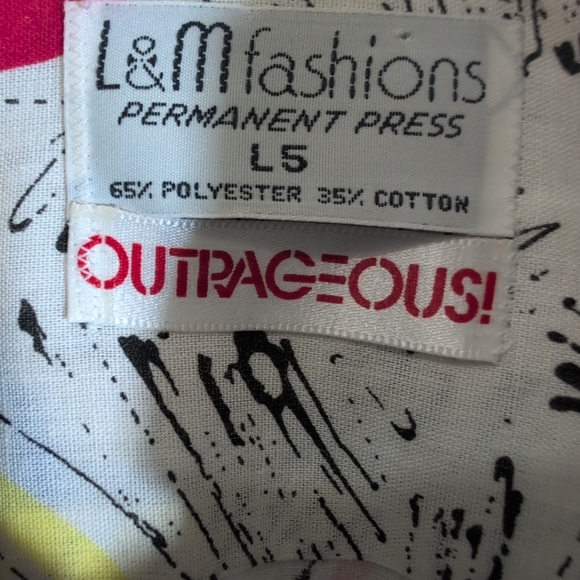 L&M fashions
PERMANENT PRESS
L5
65% POLYESTER 35% COTTON
OUTRAGEOUS!